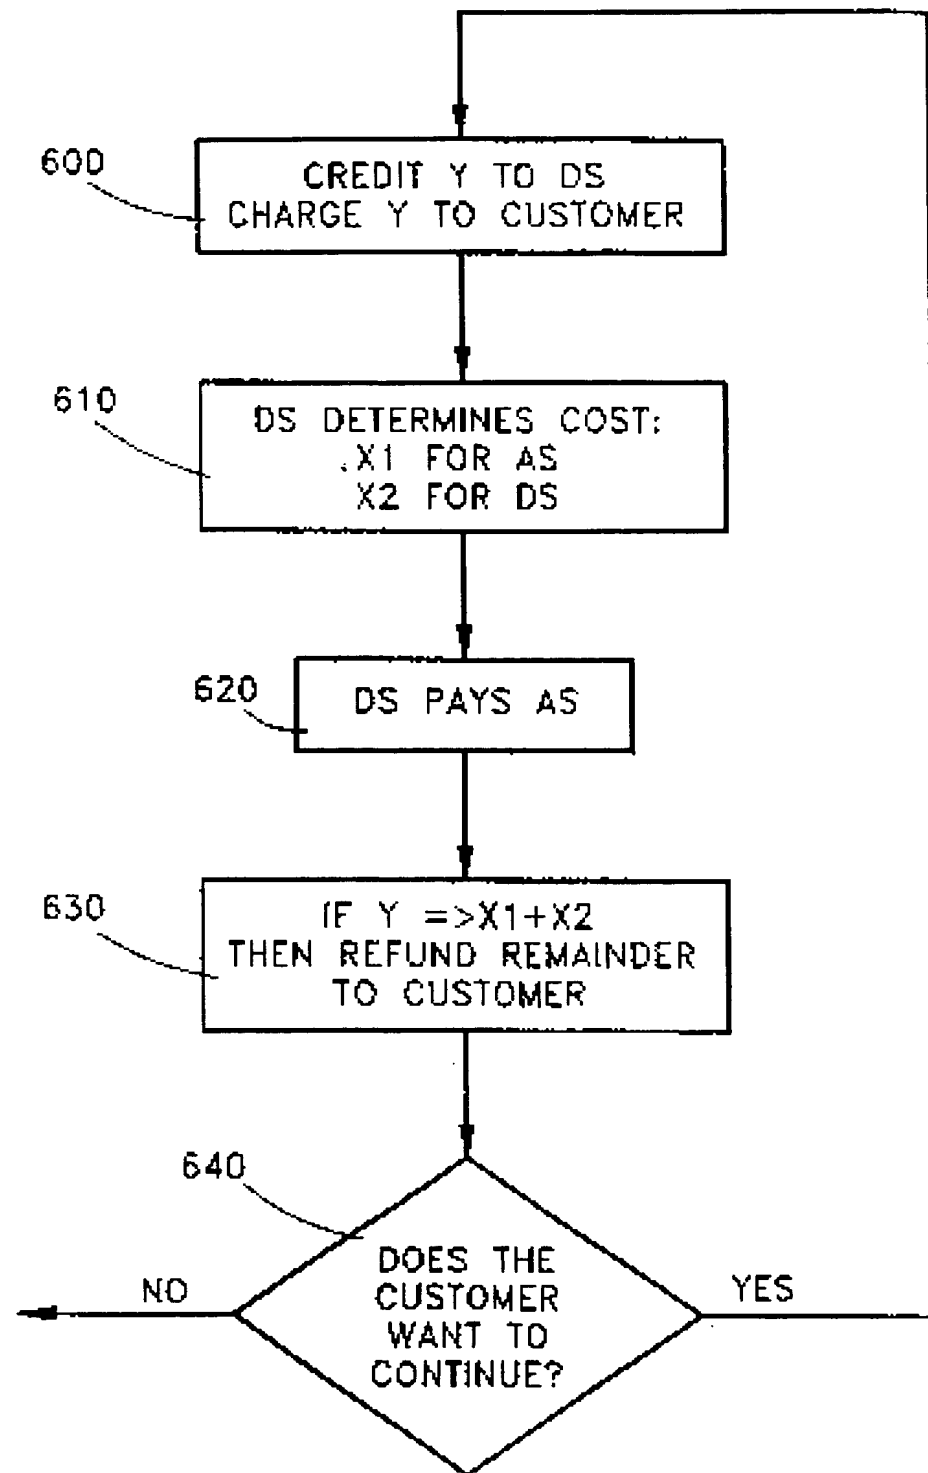 600
CREDIT Y TO DS
CHARGE Y TO CUSTOMER
610
DS DETERMINES COST:
.X1 FOR AS
X2 FOR DS
620
DS PAYS AS
630
IF Y =>X1+X2
THEN REFUND REMAINDER
TO CUSTOMER
640
DOES THE
CUSTOMER
WANT TO
CONTINUE?
NO
YES